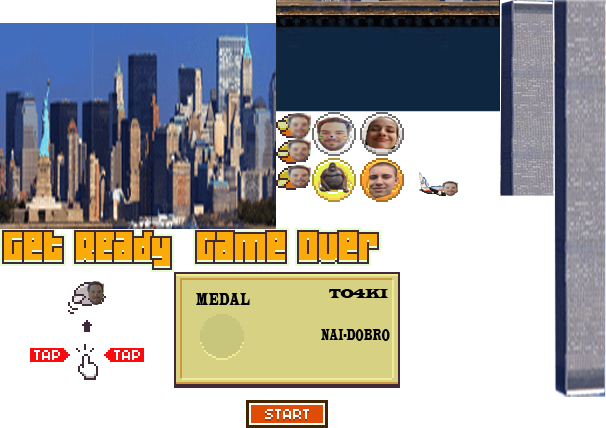 Get Ready Game Over
MEDAL
TO4KI
NAI-DOBRO
TAP TAP
START